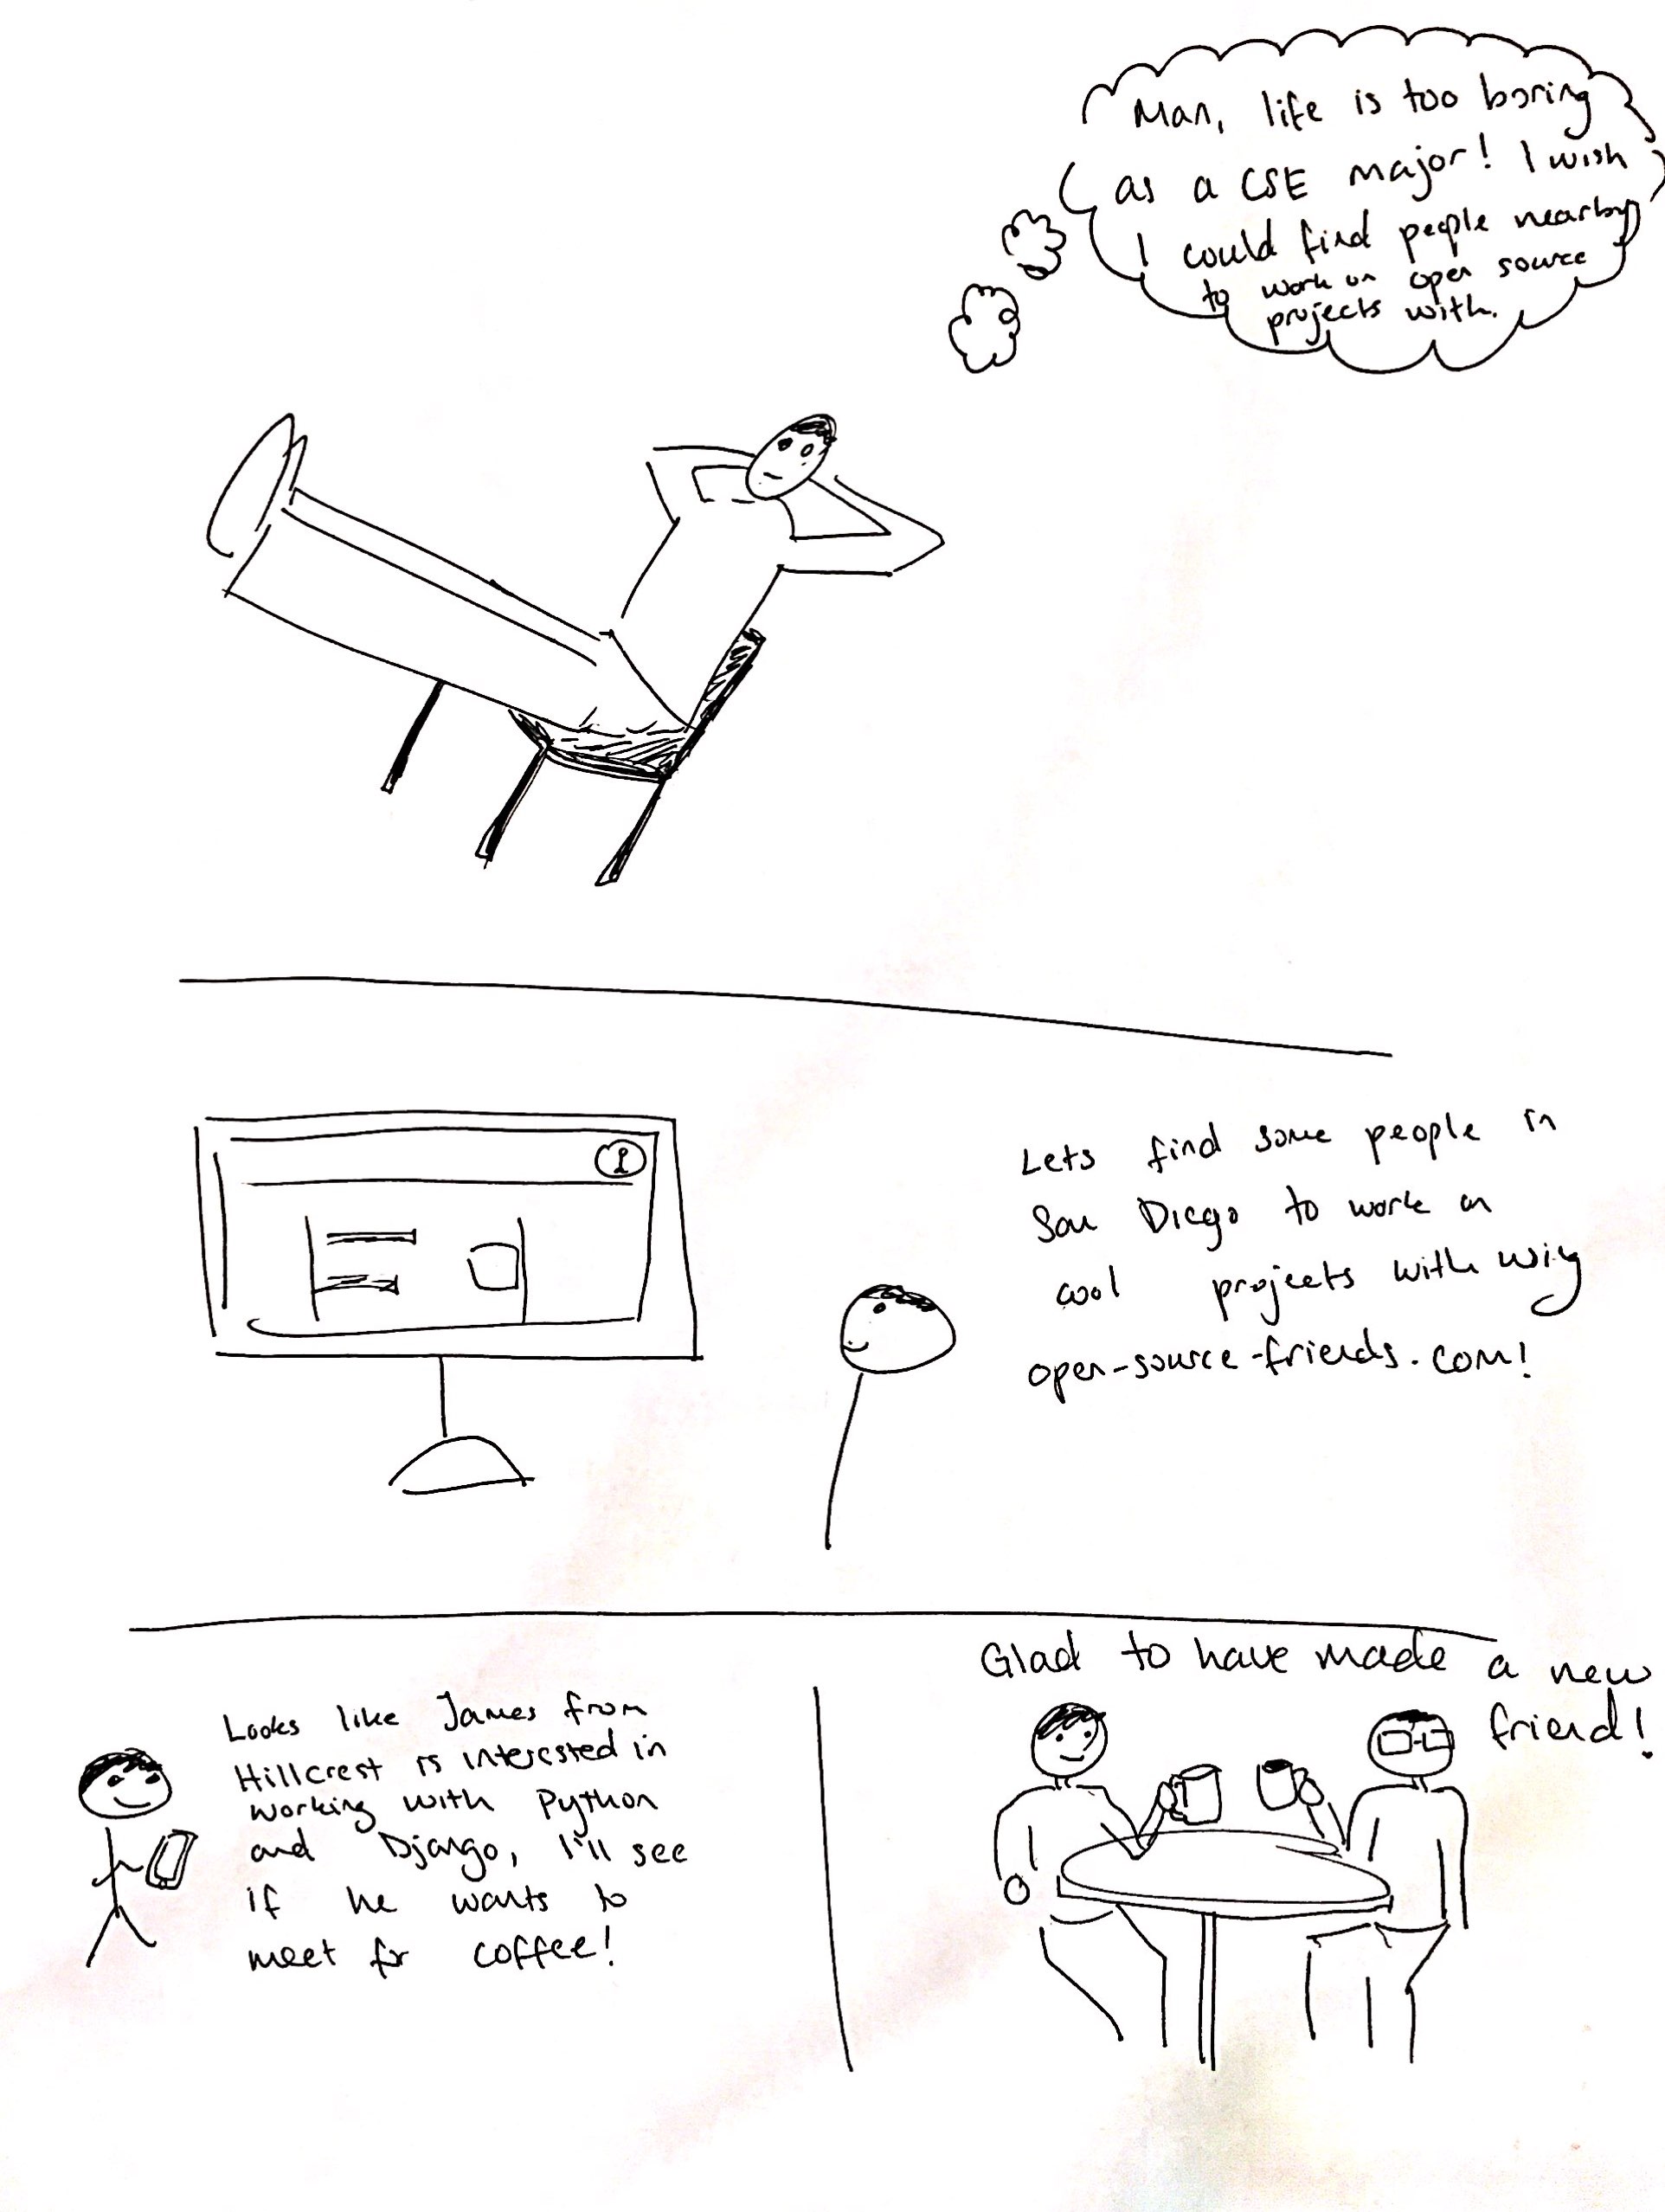 Man, life is too boring
as a CSE major! I wish
I could find people nearby
to work on open source
projects with.
Lets find some people in
San Diego to work on
cool projects with
open-source-friends.com!
Looks like James from
Hillcrest is interested in
working with Python
and Django, I'll see
if he wants to
meet for coffee!
Glad to have made a new
friend!